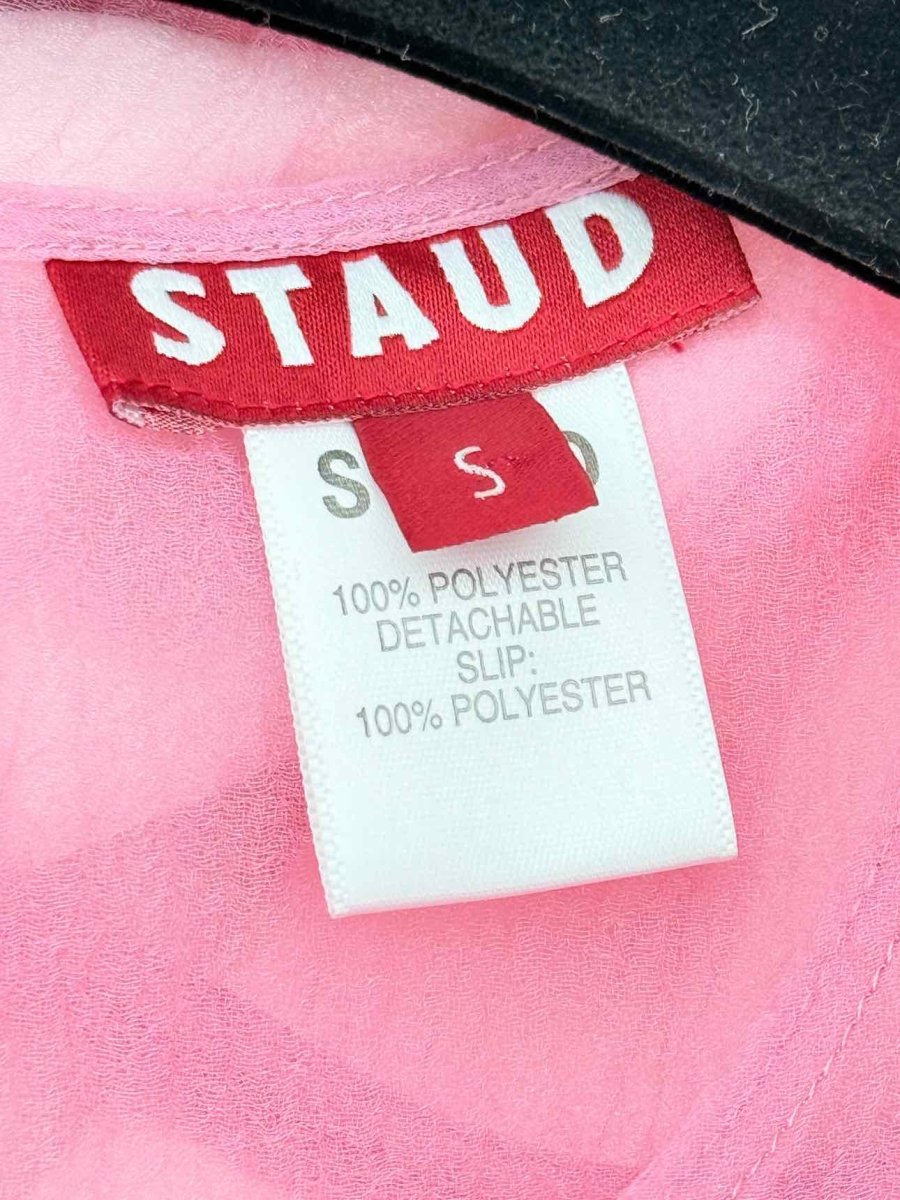 STAUD
S
100% POLYESTER
DETACHABLE
SLIP:
100% POLYESTER